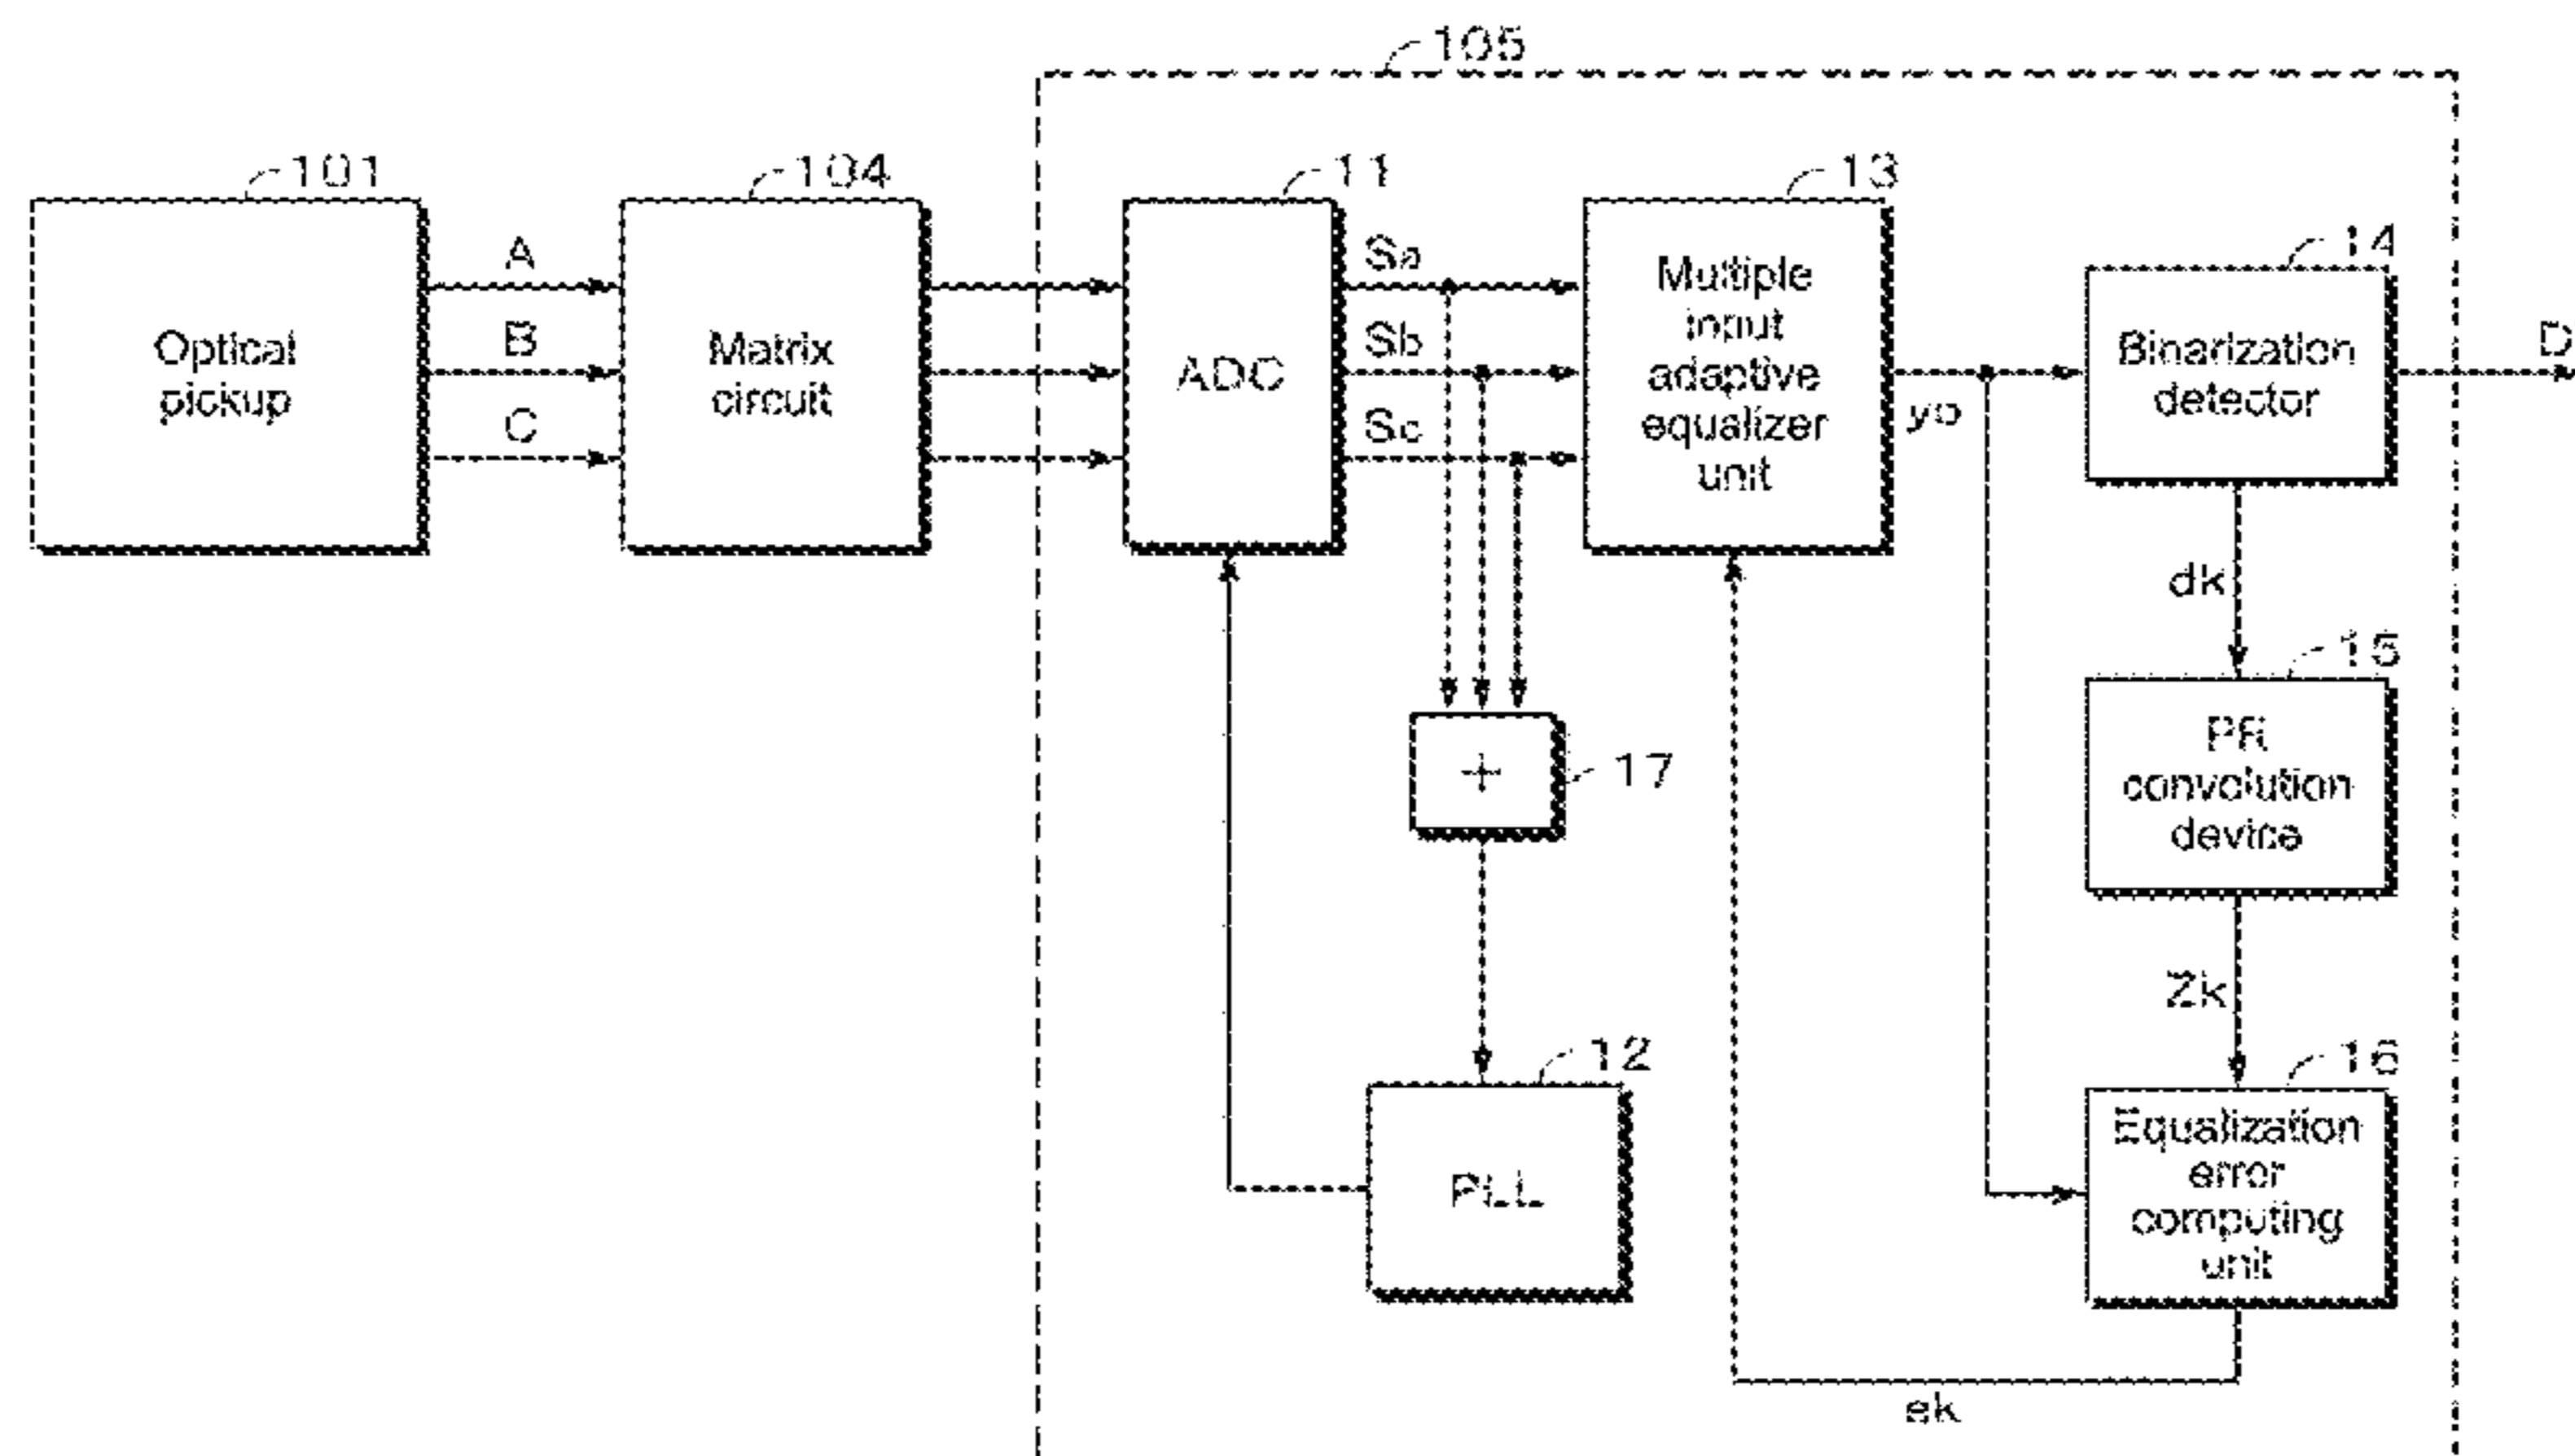 105
101
104
11
13
14
Optical
pickup
A
B
C
Matrix
circuit
ADC
Sa
Sb
Sc
Multiple
input
adaptive
equalizer
unit
yo
Binarization
detector
D
dk
15
PR
convolution
device
17
+
Zk
12
PLL
16
Equalization
error
computing
unit
ek